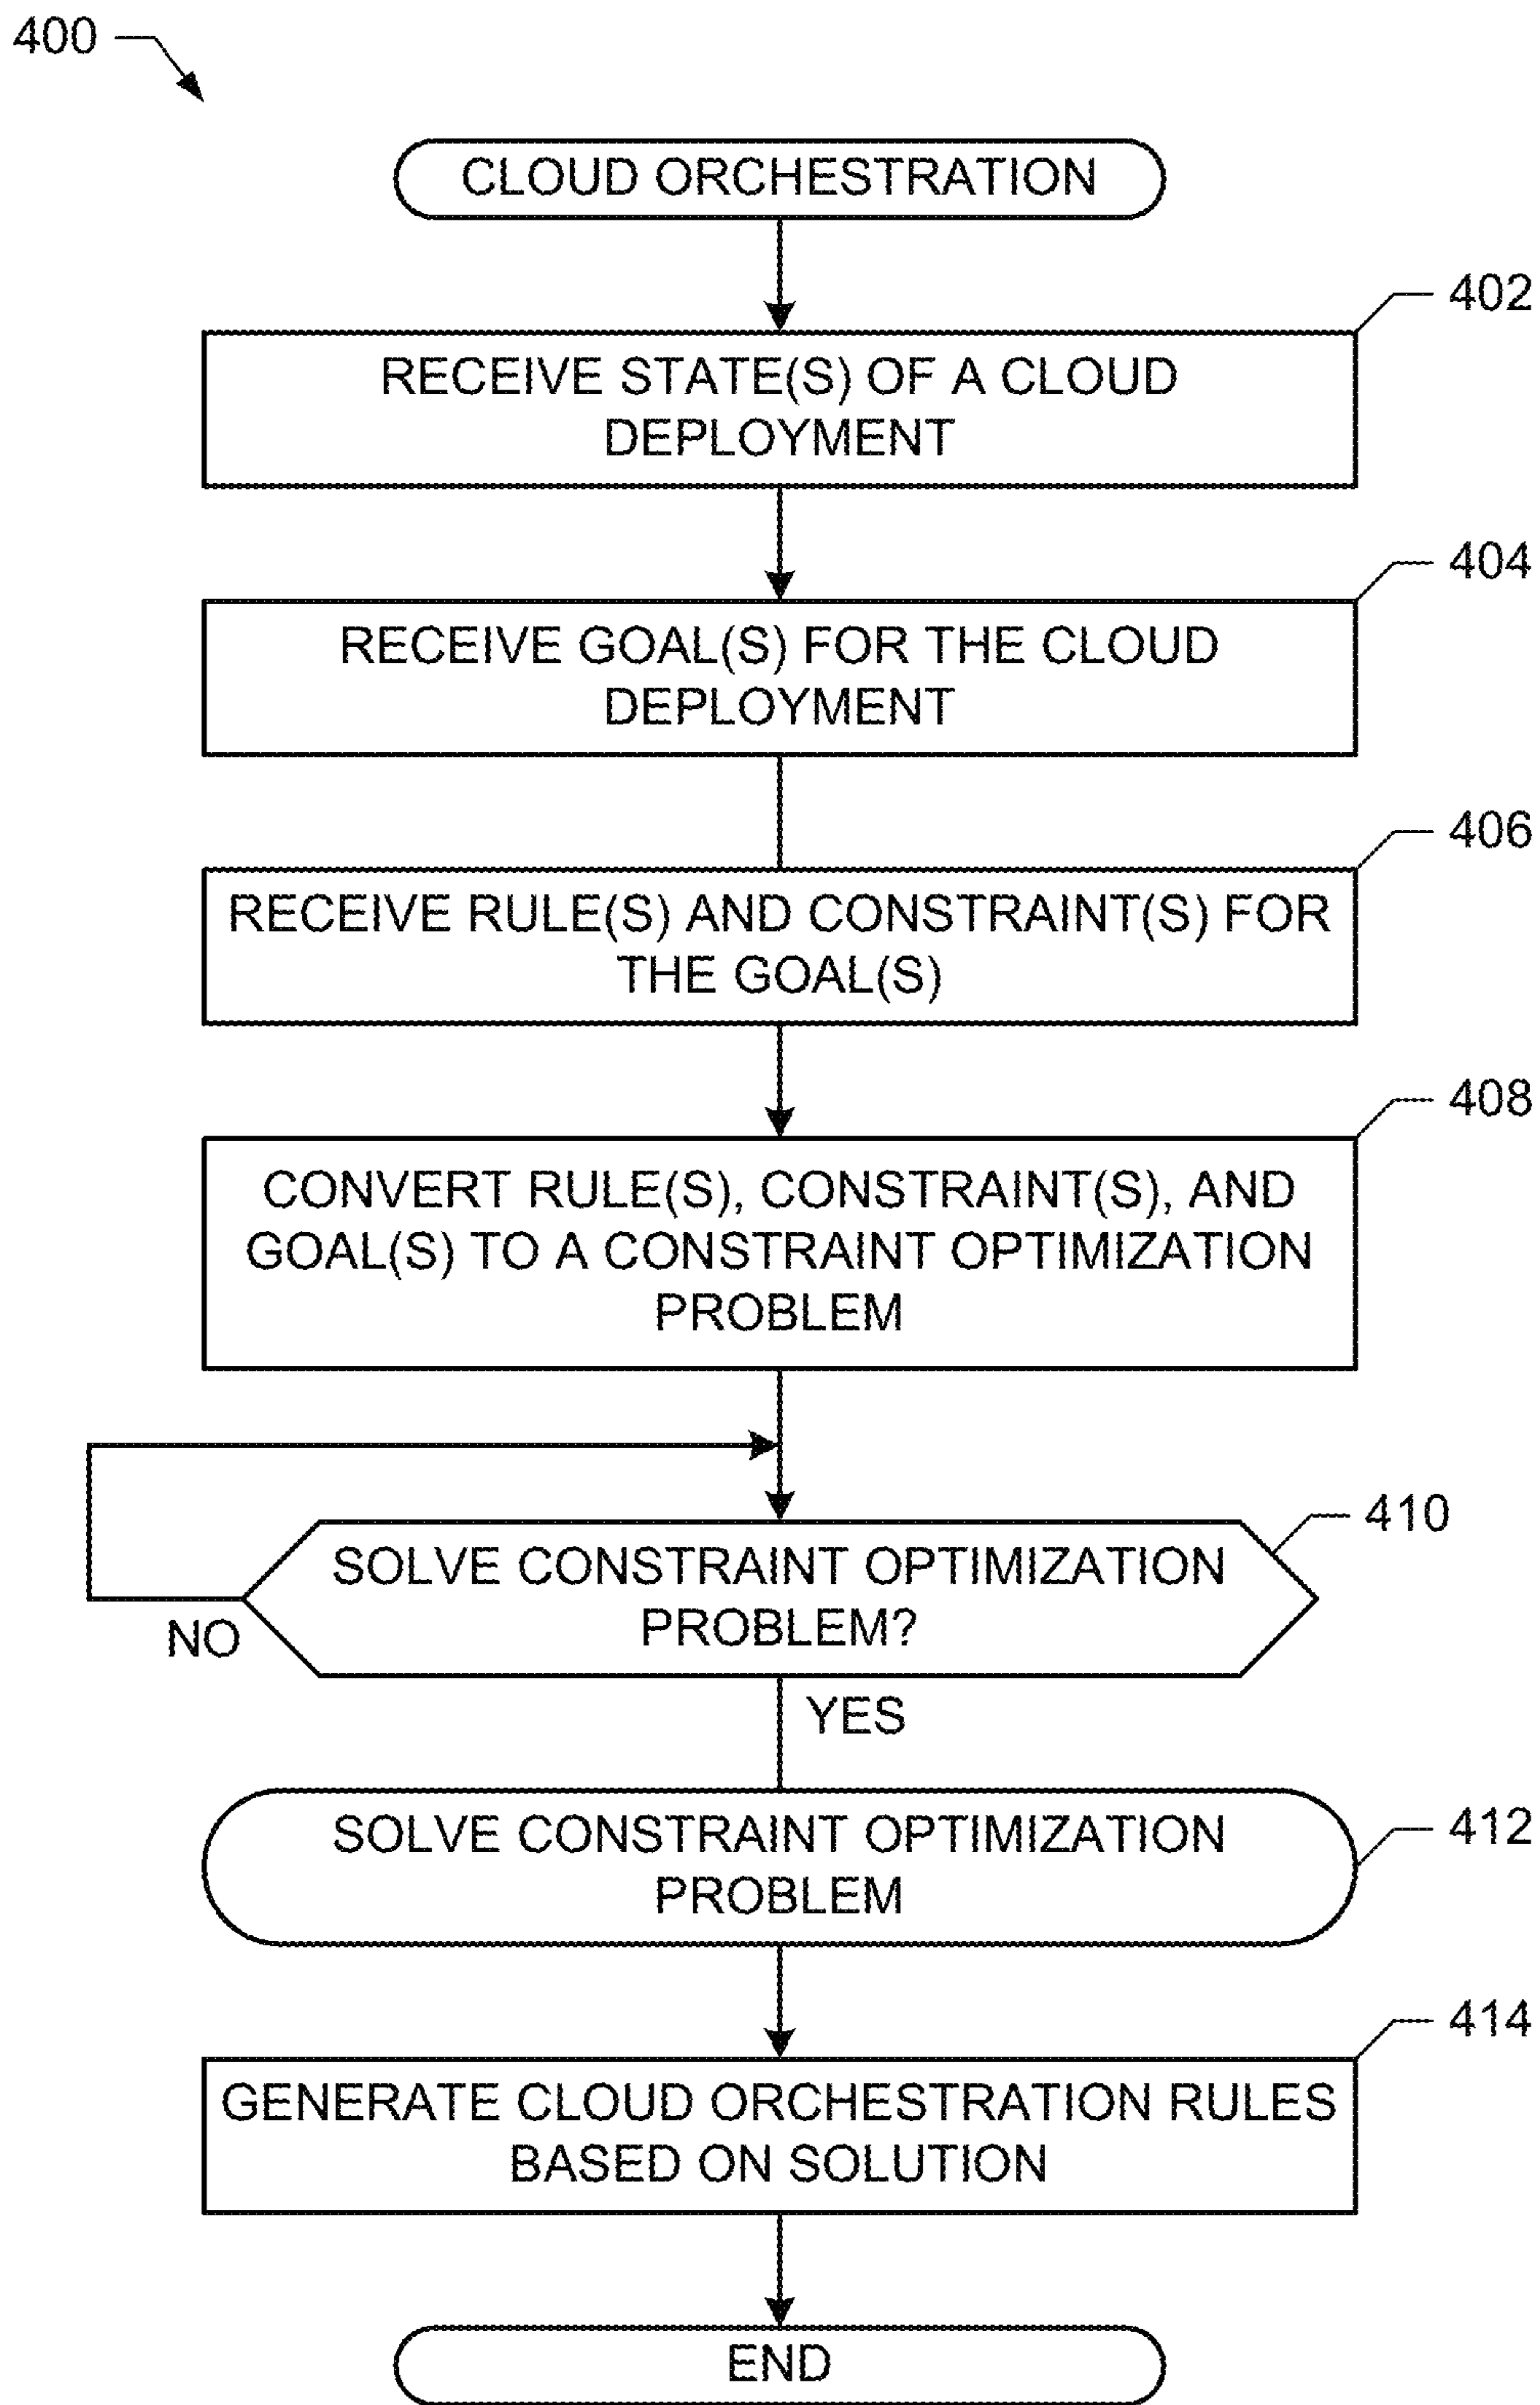 400
CLOUD ORCHESTRATION
402
RECEIVE STATE(S) OF A CLOUD
DEPLOYMENT
404
RECEIVE GOAL(S) FOR THE CLOUD
DEPLOYMENT
406
RECEIVE RULE(S) AND CONSTRAINT(S) FOR
THE GOAL(S)
408
CONVERT RULE(S), CONSTRAINT(S), AND
GOAL(S) TO A CONSTRAINT OPTIMIZATION
PROBLEM
410
SOLVE CONSTRAINT OPTIMIZATION
PROBLEM?
NO
YES
412
SOLVE CONSTRAINT OPTIMIZATION
PROBLEM
414
GENERATE CLOUD ORCHESTRATION RULES
BASED ON SOLUTION
END